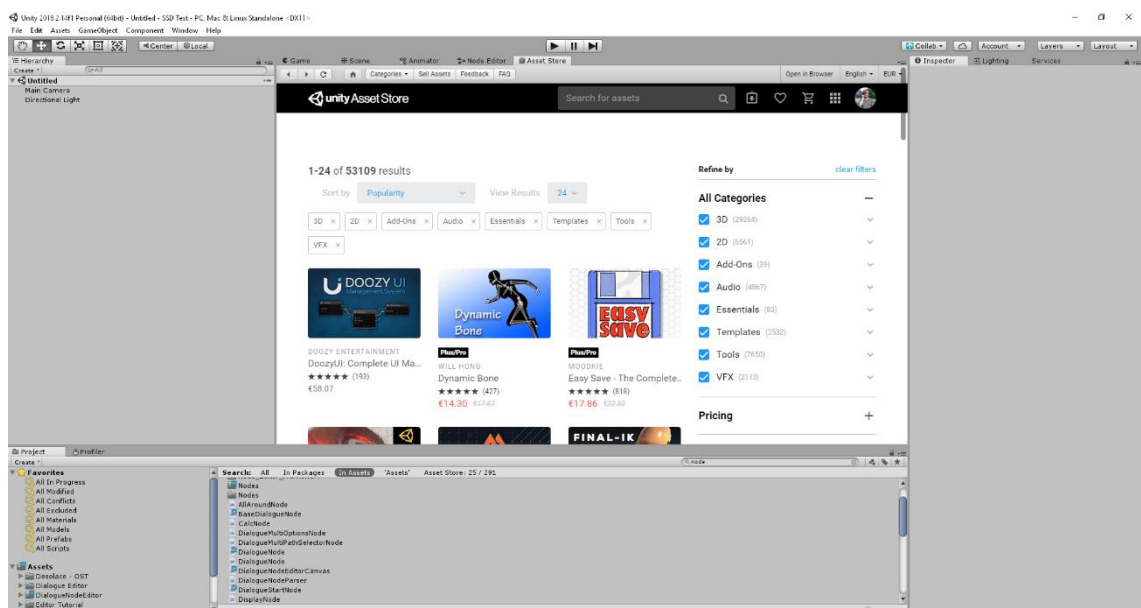 Unity 2018.2.14f1 Personal (64bit) - Untitled - SSD Test - PC, Mac & Linux Standalone <DX11>
File Edit Assets GameObject Component Window Help
Center Local Collab Account Layers Layout
Hierarchy Game Scene Animator Node Editor Asset Store Inspector Lighting Services
Create All Categories Sell Assets Feedback FAQ Open in Browser English EUR
Untitled
Main Camera
Directional Light
unity Asset Store Search for assets
1-24 of 53109 results
Sort by Popularity View Results 24
3D × 2D × Add-Ons × Audio × Essentials × Templates × Tools ×
VFX ×
DOOZY UI
Management System
Dynamic
Bone
EASY
SAVE
DOOZY ENTERTAINMENT
DoozyUI: Complete UI Ma...
★★★★★ (193)
€58.07
Plus/Pro
WILL HONG
Dynamic Bone
★★★★★ (427)
€14.30 €17.87
Plus/Pro
MOODKIE
Easy Save - The Complete...
★★★★★ (818)
€17.86 €22.32
FINAL-IK
Refine by clear filters
All Categories
3D (29264)
2D (6561)
Add-Ons (39)
Audio (4867)
Essentials (83)
Templates (2532)
Tools (7650)
VFX (2113)
Pricing
Project Profiler
Create node
Favorites
All In Progress
All Modified
All Conflicts
All Excluded
All Materials
All Models
All Prefabs
All Scripts
Assets
Desolace - OST
Dialogue Editor
DialogueNodeEditor
Editor Tutorial
Search: All In Packages In Assets 'Assets' Asset Store: 25 / 291
Nodes
Nodes
AllAroundNode
BaseDialogueNode
CalcNode
DialogueMultiOptionsNode
DialogueMultiPathSelectorNode
DialogueNode
DialogueNode
DialogueNodeEditorCanvas
DialogueNodeParser
DialogueStartNode
DisplayNode